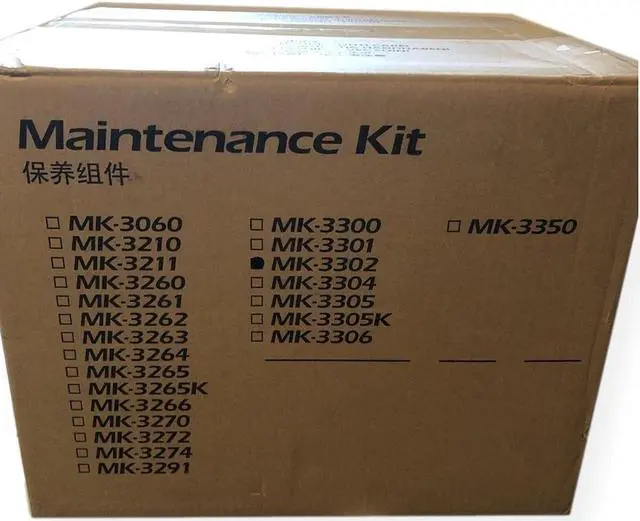 Maintenance Kit
保养组件
MK-3060
MK-3210
MK-3211
MK-3260
MK-3261
MK-3262
MK-3263
MK-3264
MK-3265
MK-3265K
MK-3266
MK-3270
MK-3272
MK-3274
MK-3291
MK-3300
MK-3301
MK-3302
MK-3304
MK-3305
MK-3305K
MK-3306
MK-3350